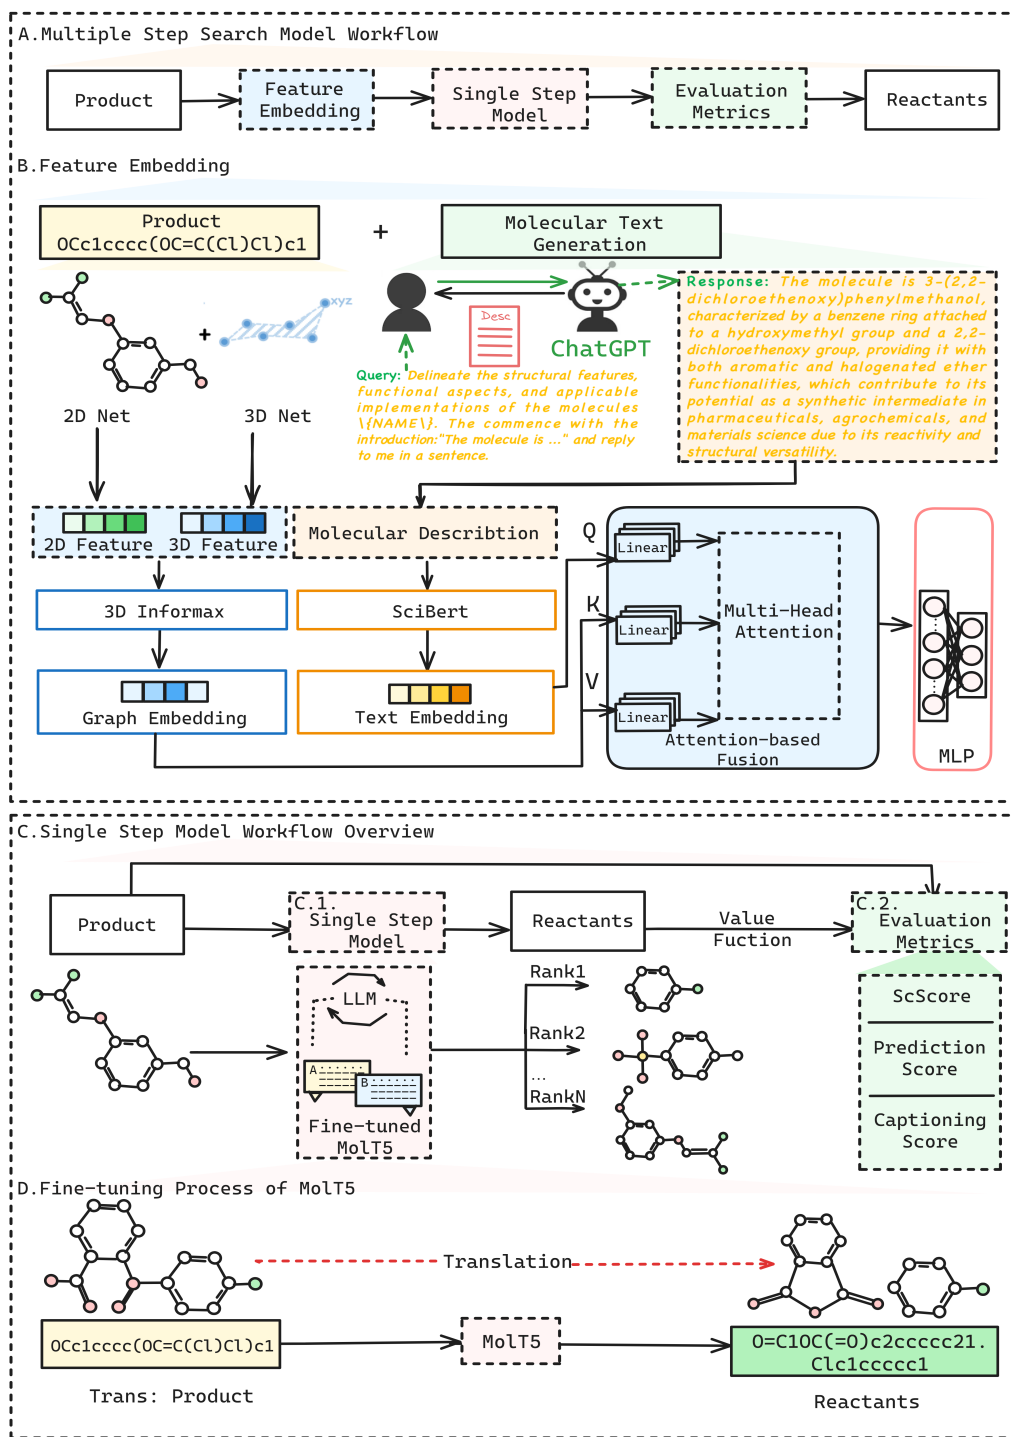 A.Multiple Step Search Model Workflow
Product
Feature
Embedding
Single Step
Model
Evaluation
Metrics
Reactants
B.Feature Embedding
Product
OCc1cccc(OC=C(Cl)Cl)c1
+
Molecular Text
Generation
+
xyz
Desc
ChatGPT
Response: The molecule is 3-(2,2-
dichloroethenoxy)phenylmethanol,
characterized by a benzene ring attached
to a hydroxymethyl group and a 2,2-
dichloroethenoxy group, providing it with
both aromatic and halogenated ether
functionalities, which contribute to its
potential as a synthetic intermediate in
pharmaceuticals, agrochemicals, and
materials science due to its reactivity and
structural versatility.
Query: Delineate the structural features,
functional aspects, and applicable
implementations of the molecules
\{NAME\}. The commence with the
introduction:"The molecule is ..." and reply
to me in a sentence.
2D Net
3D Net
2D Feature
3D Feature
Molecular Describtion
3D Informax
SciBert
Graph Embedding
Text Embedding
Q
Linear
K
Linear
V
Linear
Multi-Head
Attention
Attention-based
Fusion
MLP
C.Single Step Model Workflow Overview
Product
C.1.
Single Step
Model
Reactants
Value
Fuction
C.2.
Evaluation
Metrics
LLM
A
B
Fine-tuned
MolT5
Rank1
Rank2
...
RankN
ScScore
Prediction
Score
Captioning
Score
D.Fine-tuning Process of MolT5
Translation
OCc1cccc(OC=C(Cl)Cl)c1
MolT5
O=C1OC(=O)c2ccccc21.
Clc1ccccc1
Trans: Product
Reactants